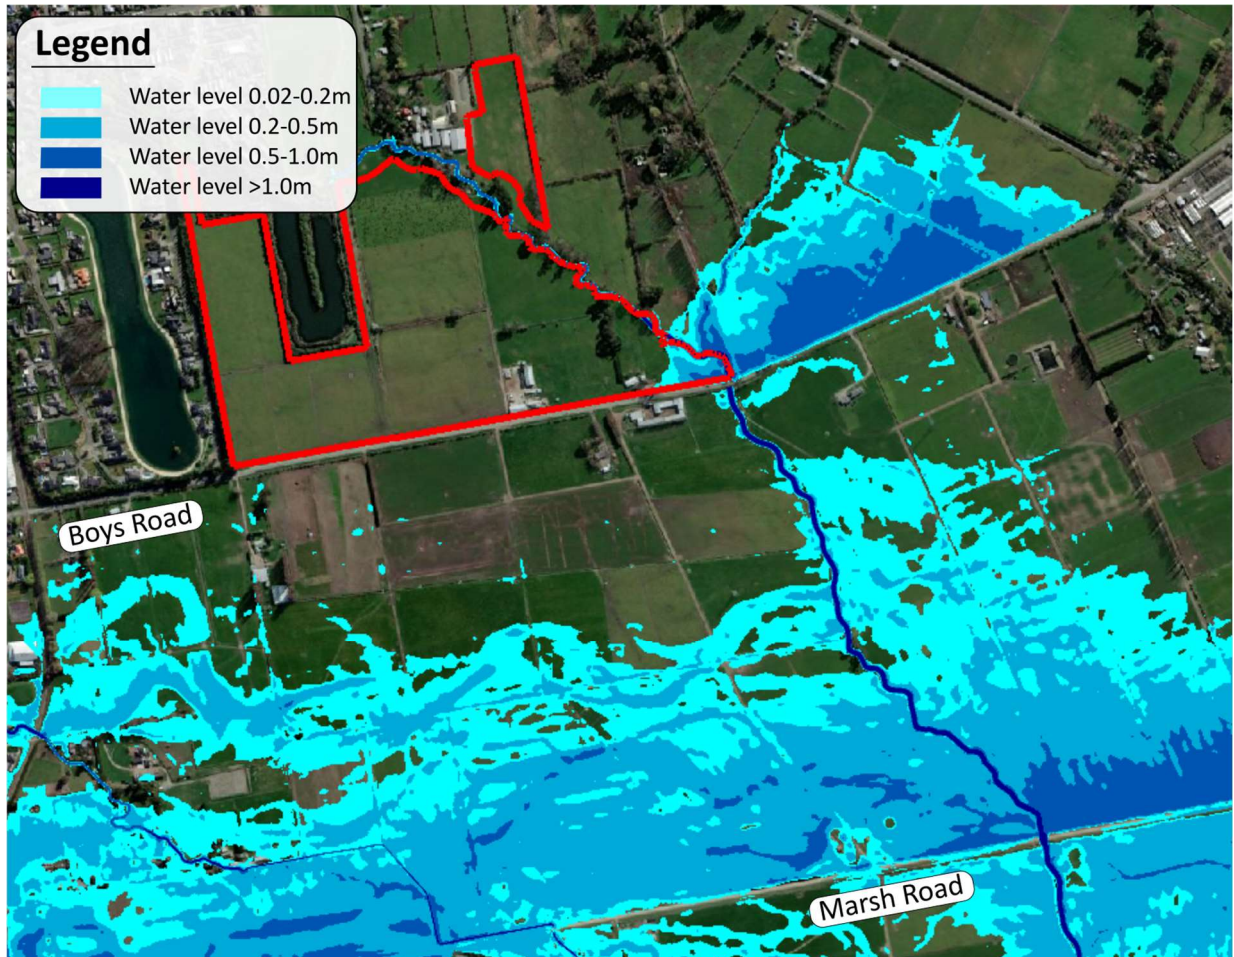 Legend
Water level 0.02-0.2m
Water level 0.2-0.5m
Water level 0.5-1.0m
Water level >1.0m
Boys Road
Marsh Road